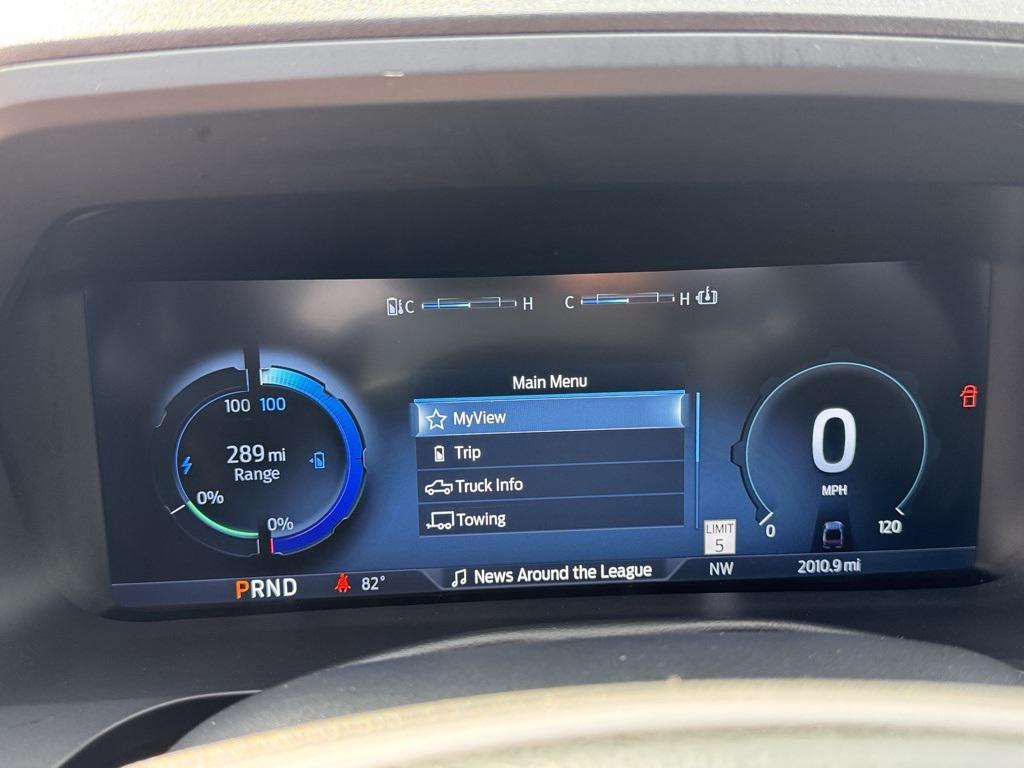 C H C H
Main Menu
MyView
Trip
Truck Info
Towing
100 100
289 mi
Range
0%
0%
0
MPH
0 120
LIMIT
5
PRND 82° News Around the League NW 2010.9 mi